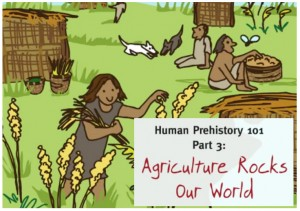 Human Prehistory 101
Part 3:
Agriculture Rocks
Our World